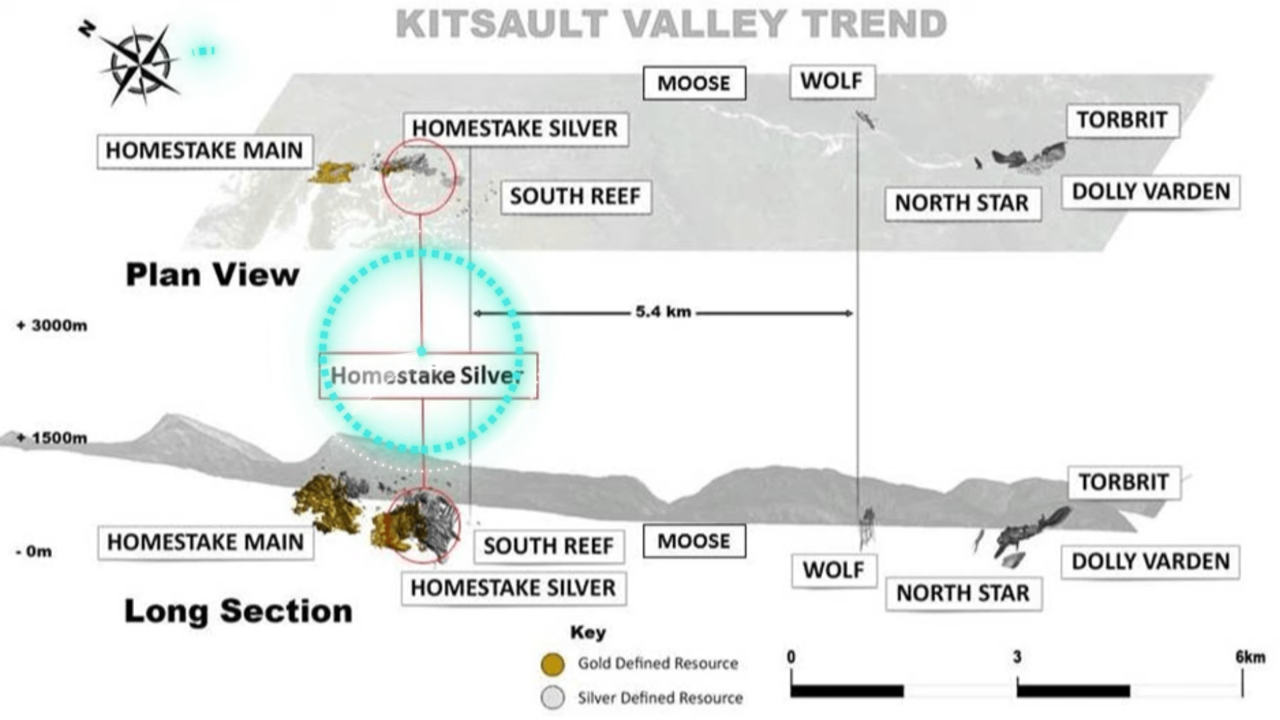 KITSAULT VALLEY TREND
N
MOOSE
WOLF
TORBRIT
HOMESTAKE SILVER
HOMESTAKE MAIN
SOUTH REEF
NORTH STAR
DOLLY VARDEN
Plan View
+ 3000m
5.4 km
Homestake Silver
+ 1500m
TORBRIT
HOMESTAKE MAIN
SOUTH REEF
MOOSE
- 0m
WOLF
DOLLY VARDEN
HOMESTAKE SILVER
NORTH STAR
Long Section
Key
Gold Defined Resource
Silver Defined Resource
0 3 6km